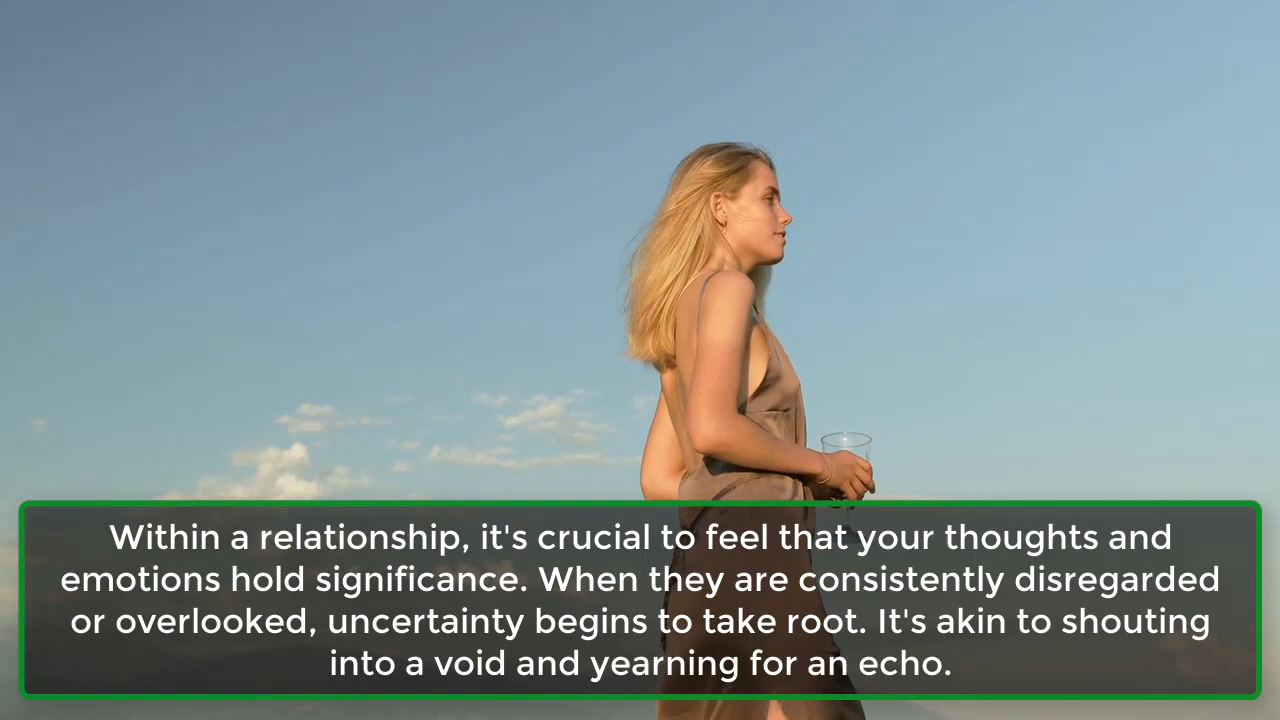 Within a relationship, it's crucial to feel that your thoughts and
emotions hold significance. When they are consistently disregarded
or overlooked, uncertainty begins to take root. It's akin to shouting
into a void and yearning for an echo.